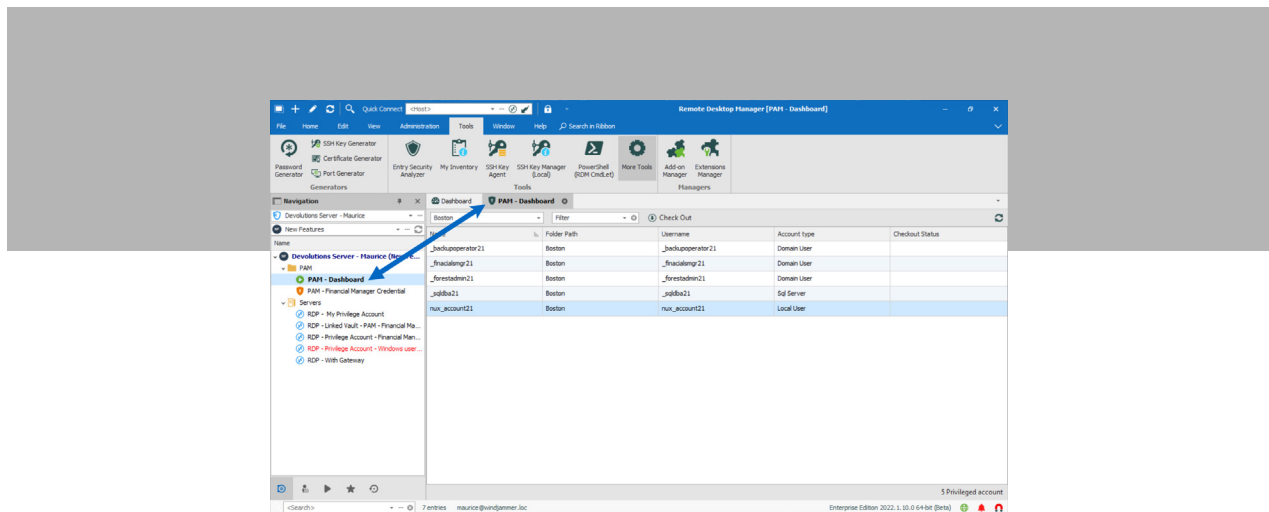 Quick Connect <Host> Remote Desktop Manager [PAM - Dashboard]
File Home Edit View Administration Tools Window Help Search in Ribbon
Password Generator
SSH Key Generator
Certificate Generator
Port Generator
Generators
Entry Security Analyzer
My Inventory
SSH Key Agent
SSH Key Manager (Local)
PowerShell (RDM CmdLet)
More Tools
Tools
Add-on Manager
Extensions Manager
Managers
Navigation
Devolutions Server - Maurice
New Features
Name
Devolutions Server - Maurice
PAM
PAM - Dashboard
PAM - Financial Manager Credential
Servers
RDP - My Privilege Account
RDP - Linked Vault - PAM - Financial Ma...
RDP - Privilege Account - Financial Man...
RDP - Privilege Account - Windows user...
RDP - With Gateway
Dashboard PAM - Dashboard
Boston Filter Check Out
Folder Path Username Account type Checkout Status
_backupoperator21 Boston _backupoperator21 Domain User
_finacialsmgr21 Boston _finacialsmgr21 Domain User
_forestadmin21 Boston _forestadmin21 Domain User
_sqldba21 Boston _sqldba21 Sql Server
nux_account21 Boston nux_account21 Local User
5 Privileged account
<Search> 7 entries maurice@windjammer.loc Enterprise Edition 2022.1.10.0 64-bit (Beta)